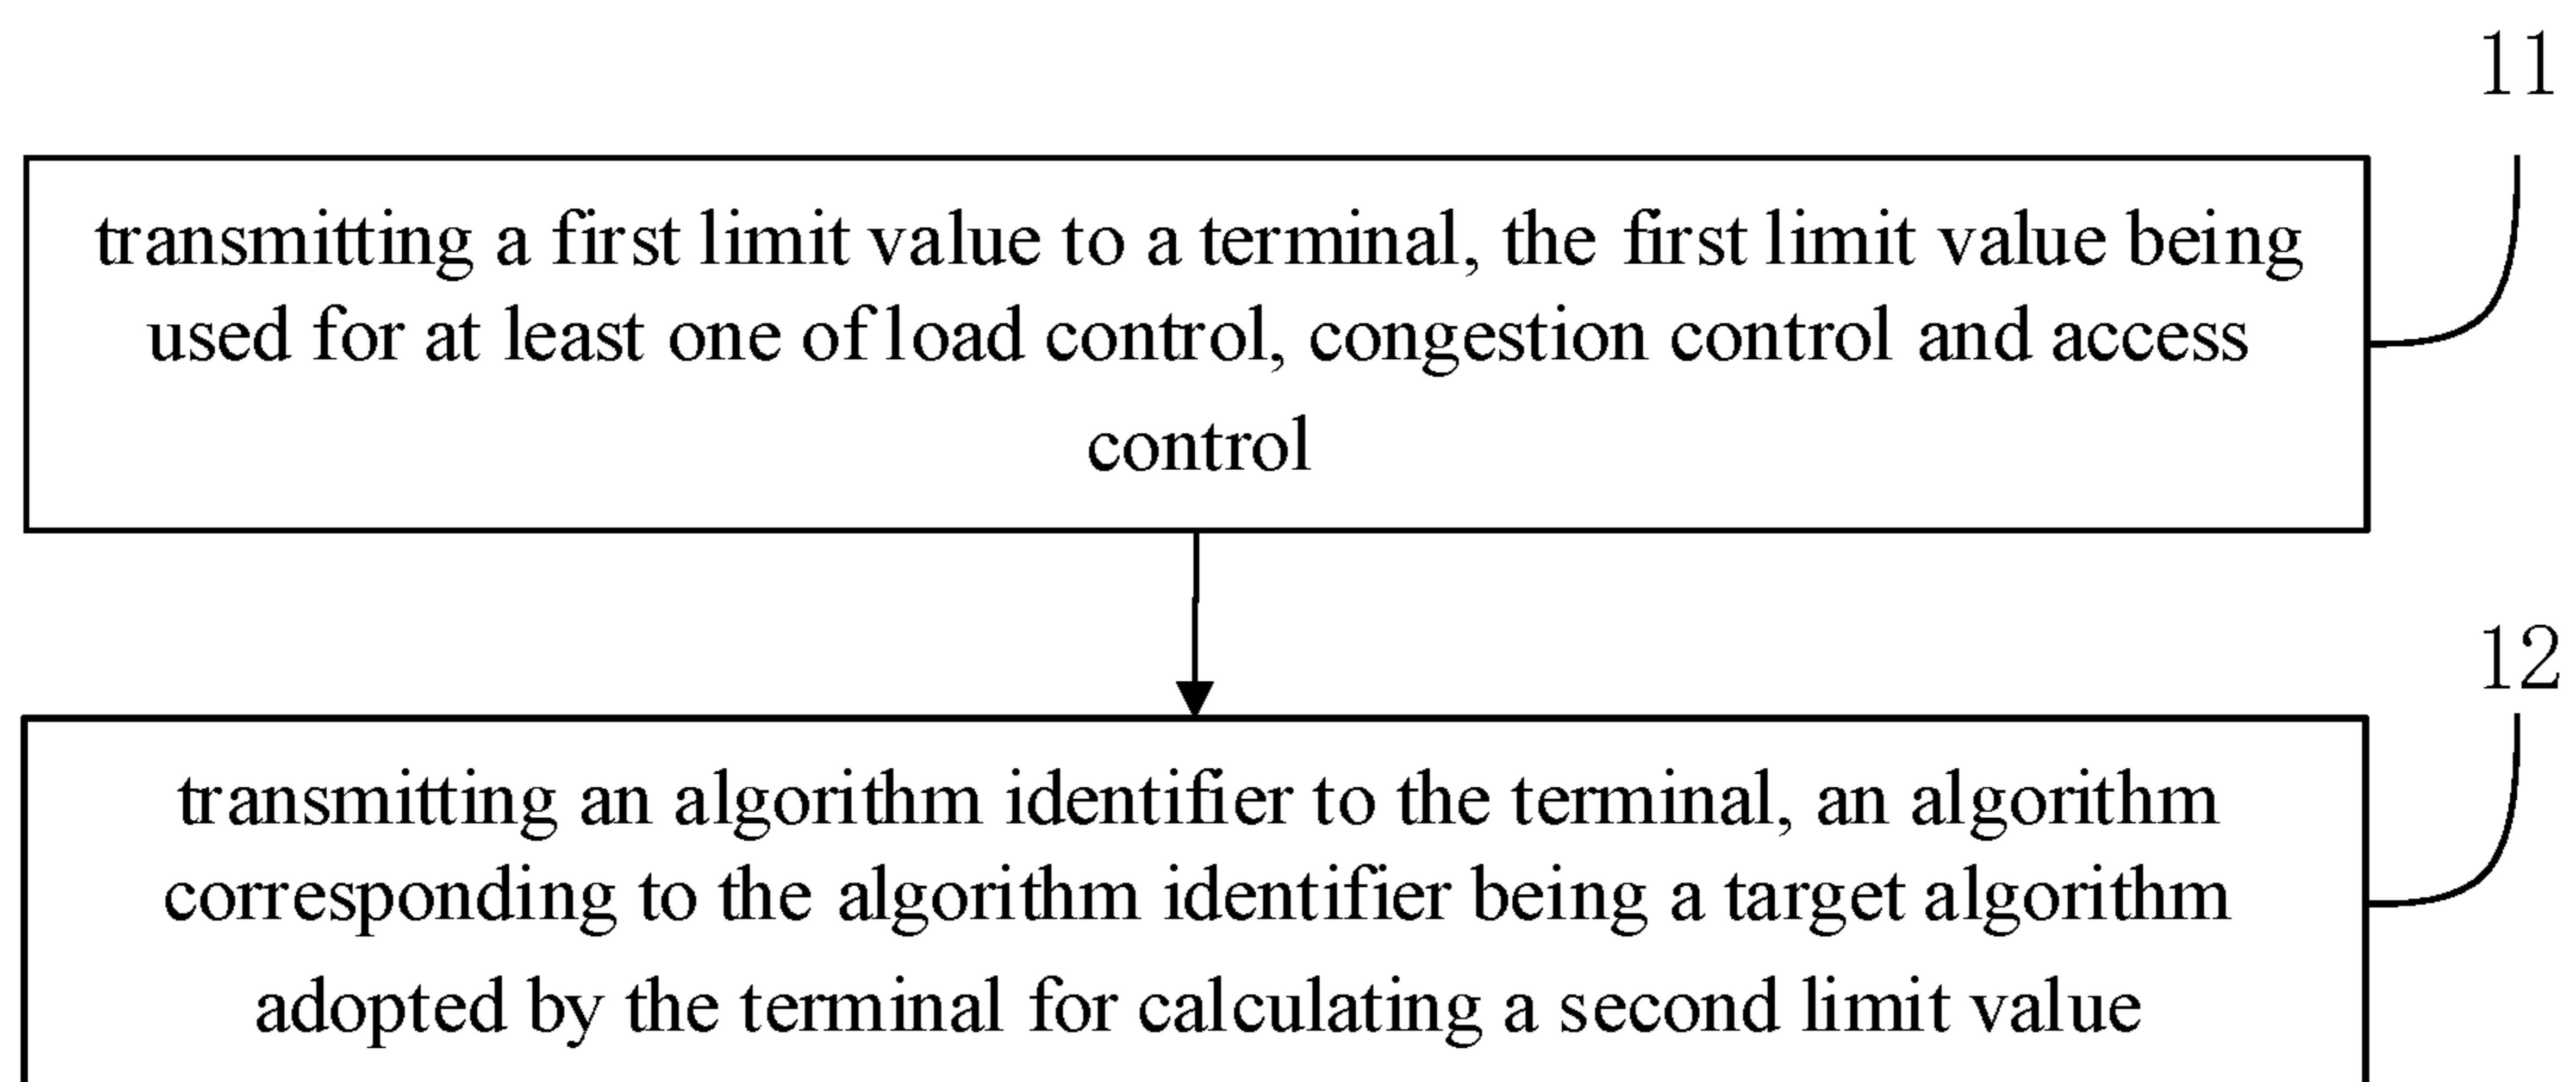 11
transmitting a first limit value to a terminal, the first limit value being
used for at least one of load control, congestion control and access
control
12
transmitting an algorithm identifier to the terminal, an algorithm
corresponding to the algorithm identifier being a target algorithm
adopted by the terminal for calculating a second limit value